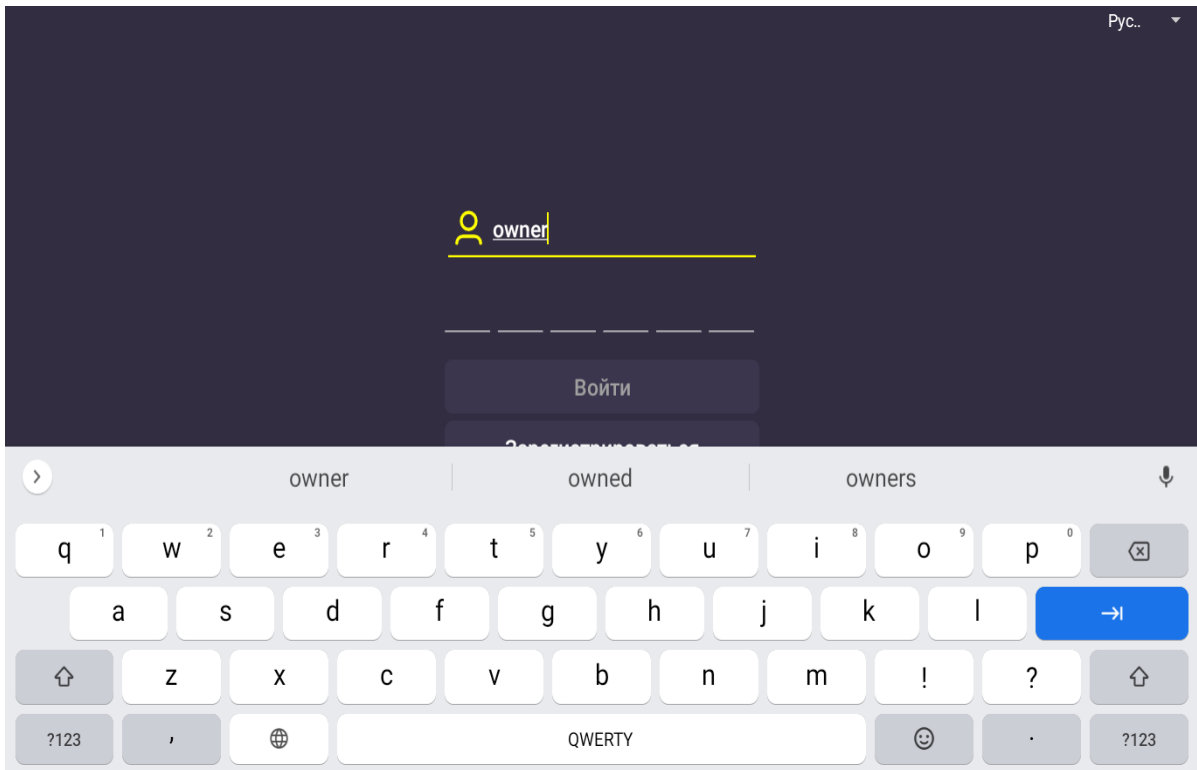 Рус..
owner
Войти
Зарегистрироваться
owner owned owners
q 1 w 2 e 3 r 4 t 5 y 6 u 7 i 8 o 9 p 0
a s d f g h j k l
z x c v b n m ! ?
?123 , QWERTY . ?123